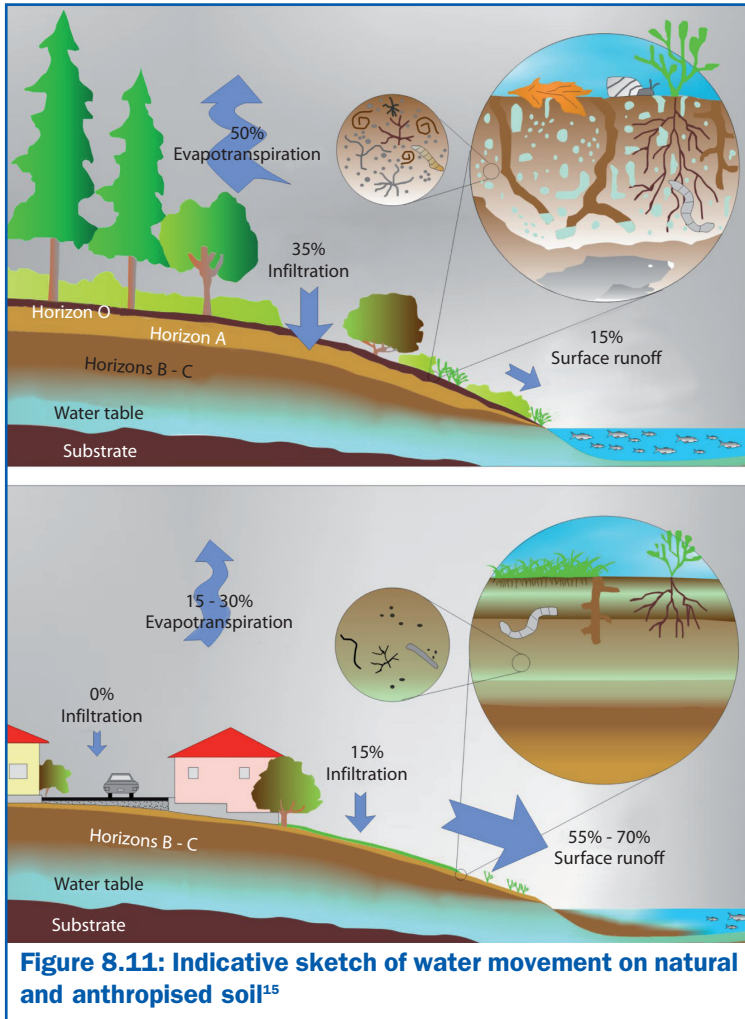 50%
Evapotranspiration
35%
Infiltration
Horizon O
Horizon A
15%
Surface runoff
Horizons B - C
Water table
Substrate
15 - 30%
Evapotranspiration
0%
Infiltration
15%
Infiltration
55% - 70%
Surface runoff
Horizons B - C
Water table
Substrate
Figure 8.11: Indicative sketch of water movement on natural
and anthropised soil¹⁵